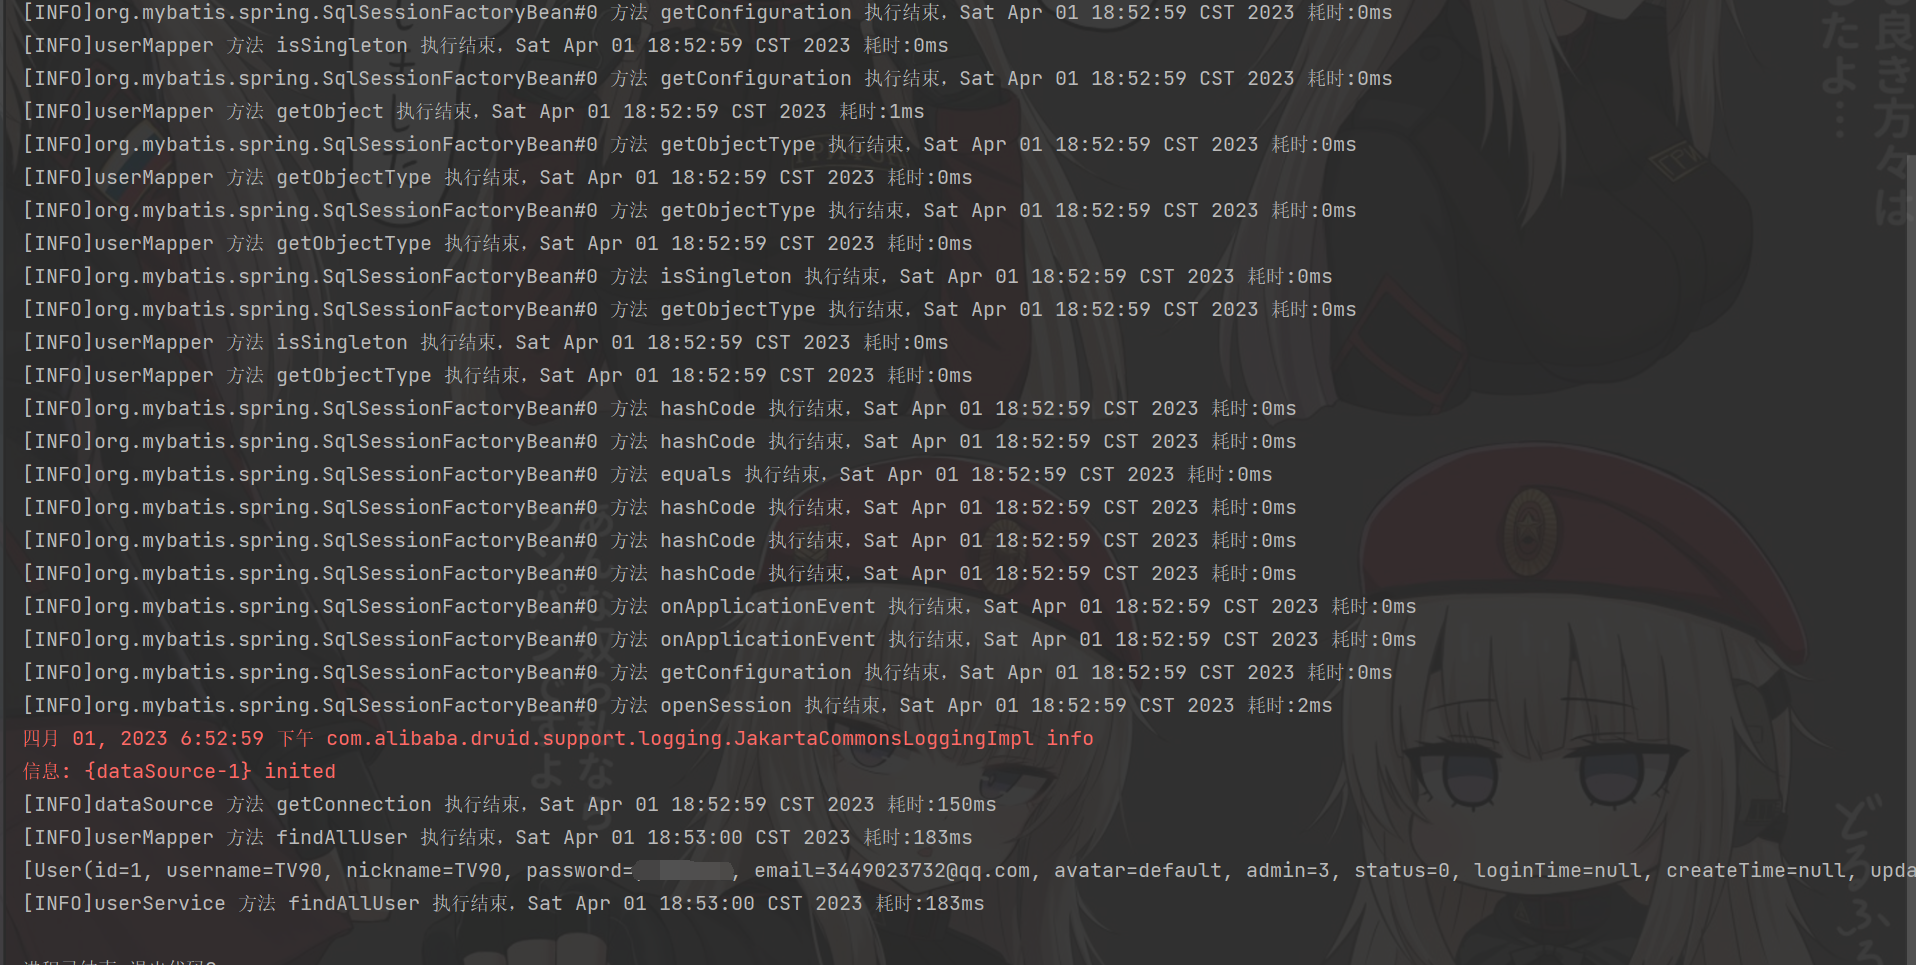 [INFO]org.mybatis.spring.SqlSessionFactoryBean#0 方法 getConfiguration 执行结束，Sat Apr 01 18:52:59 CST 2023 耗时:0ms
[INFO]userMapper 方法 isSingleton 执行结束，Sat Apr 01 18:52:59 CST 2023 耗时:0ms
[INFO]org.mybatis.spring.SqlSessionFactoryBean#0 方法 getConfiguration 执行结束，Sat Apr 01 18:52:59 CST 2023 耗时:0ms
[INFO]userMapper 方法 getObject 执行结束，Sat Apr 01 18:52:59 CST 2023 耗时:1ms
[INFO]org.mybatis.spring.SqlSessionFactoryBean#0 方法 getObjectType 执行结束，Sat Apr 01 18:52:59 CST 2023 耗时:0ms
[INFO]userMapper 方法 getObjectType 执行结束，Sat Apr 01 18:52:59 CST 2023 耗时:0ms
[INFO]org.mybatis.spring.SqlSessionFactoryBean#0 方法 getObjectType 执行结束，Sat Apr 01 18:52:59 CST 2023 耗时:0ms
[INFO]userMapper 方法 getObjectType 执行结束，Sat Apr 01 18:52:59 CST 2023 耗时:0ms
[INFO]org.mybatis.spring.SqlSessionFactoryBean#0 方法 isSingleton 执行结束，Sat Apr 01 18:52:59 CST 2023 耗时:0ms
[INFO]org.mybatis.spring.SqlSessionFactoryBean#0 方法 getObjectType 执行结束，Sat Apr 01 18:52:59 CST 2023 耗时:0ms
[INFO]userMapper 方法 isSingleton 执行结束，Sat Apr 01 18:52:59 CST 2023 耗时:0ms
[INFO]userMapper 方法 getObjectType 执行结束，Sat Apr 01 18:52:59 CST 2023 耗时:0ms
[INFO]org.mybatis.spring.SqlSessionFactoryBean#0 方法 hashCode 执行结束，Sat Apr 01 18:52:59 CST 2023 耗时:0ms
[INFO]org.mybatis.spring.SqlSessionFactoryBean#0 方法 hashCode 执行结束，Sat Apr 01 18:52:59 CST 2023 耗时:0ms
[INFO]org.mybatis.spring.SqlSessionFactoryBean#0 方法 equals 执行结束，Sat Apr 01 18:52:59 CST 2023 耗时:0ms
[INFO]org.mybatis.spring.SqlSessionFactoryBean#0 方法 hashCode 执行结束，Sat Apr 01 18:52:59 CST 2023 耗时:0ms
[INFO]org.mybatis.spring.SqlSessionFactoryBean#0 方法 hashCode 执行结束，Sat Apr 01 18:52:59 CST 2023 耗时:0ms
[INFO]org.mybatis.spring.SqlSessionFactoryBean#0 方法 hashCode 执行结束，Sat Apr 01 18:52:59 CST 2023 耗时:0ms
[INFO]org.mybatis.spring.SqlSessionFactoryBean#0 方法 onApplicationEvent 执行结束，Sat Apr 01 18:52:59 CST 2023 耗时:0ms
[INFO]org.mybatis.spring.SqlSessionFactoryBean#0 方法 onApplicationEvent 执行结束，Sat Apr 01 18:52:59 CST 2023 耗时:0ms
[INFO]org.mybatis.spring.SqlSessionFactoryBean#0 方法 getConfiguration 执行结束，Sat Apr 01 18:52:59 CST 2023 耗时:0ms
[INFO]org.mybatis.spring.SqlSessionFactoryBean#0 方法 openSession 执行结束，Sat Apr 01 18:52:59 CST 2023 耗时:2ms
四月 01, 2023 6:52:59 下午 com.alibaba.druid.support.logging.JakartaCommonsLoggingImpl info
信息: {dataSource-1} inited
[INFO]dataSource 方法 getConnection 执行结束，Sat Apr 01 18:52:59 CST 2023 耗时:150ms
[INFO]userMapper 方法 findAllUser 执行结束，Sat Apr 01 18:53:00 CST 2023 耗时:183ms
[User(id=1, username=TV90, nickname=TV90, password=, email=3449023732@qq.com, avatar=default, admin=3, status=0, loginTime=null, createTime=null, upda
[INFO]userService 方法 findAllUser 执行结束，Sat Apr 01 18:53:00 CST 2023 耗时:183ms